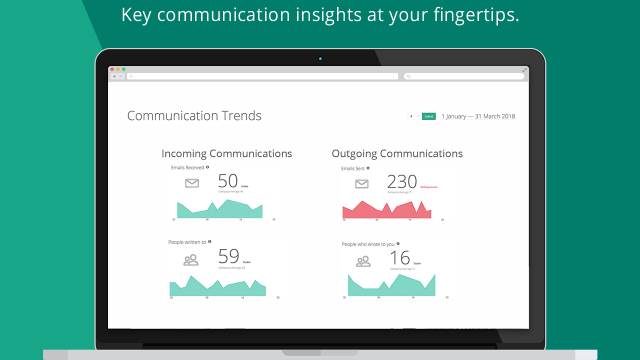 Key communication insights at your fingertips.
Communication Trends
1 January — 31 March 2018
Incoming Communications
Outgoing Communications
Emails Received
50
Emails Sent
230
People written to
59
People who wrote to you
16